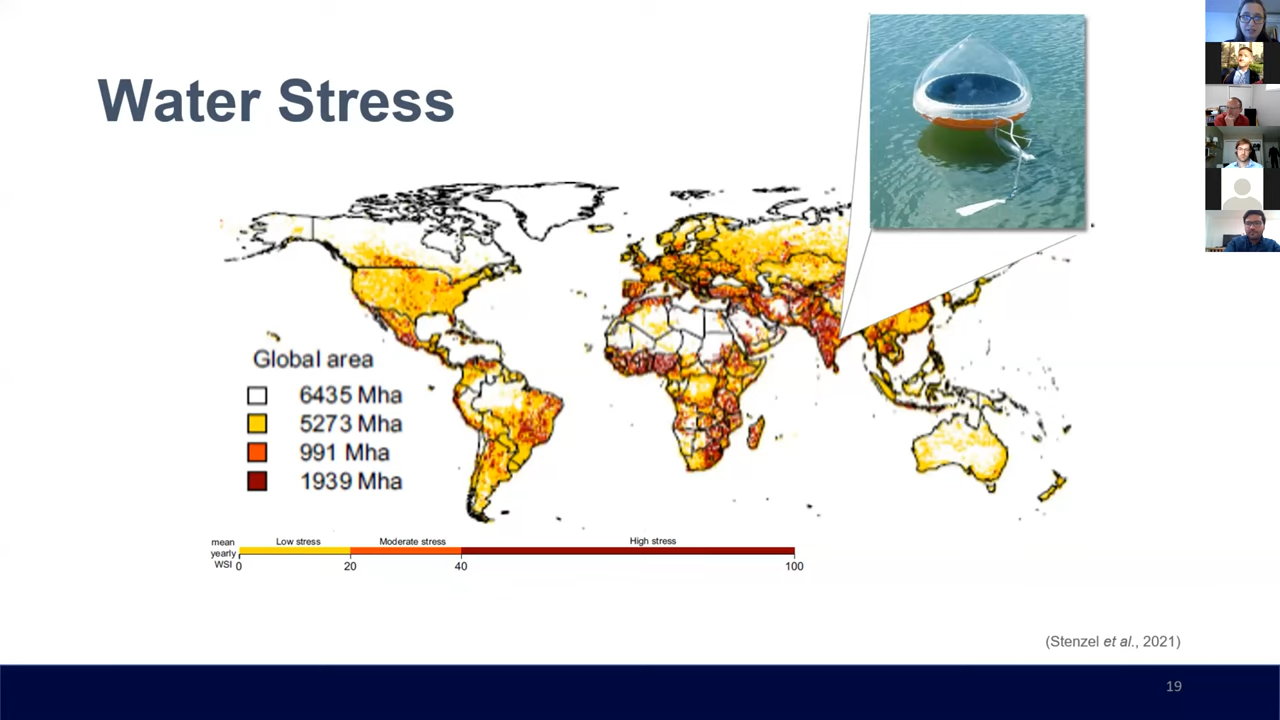 Water Stress
Global area
6435 Mha
5273 Mha
991 Mha
1939 Mha
mean
yearly
WSI
Low stress
Moderate stress
High stress
0
20
40
100
(Stenzel et al., 2021)
19